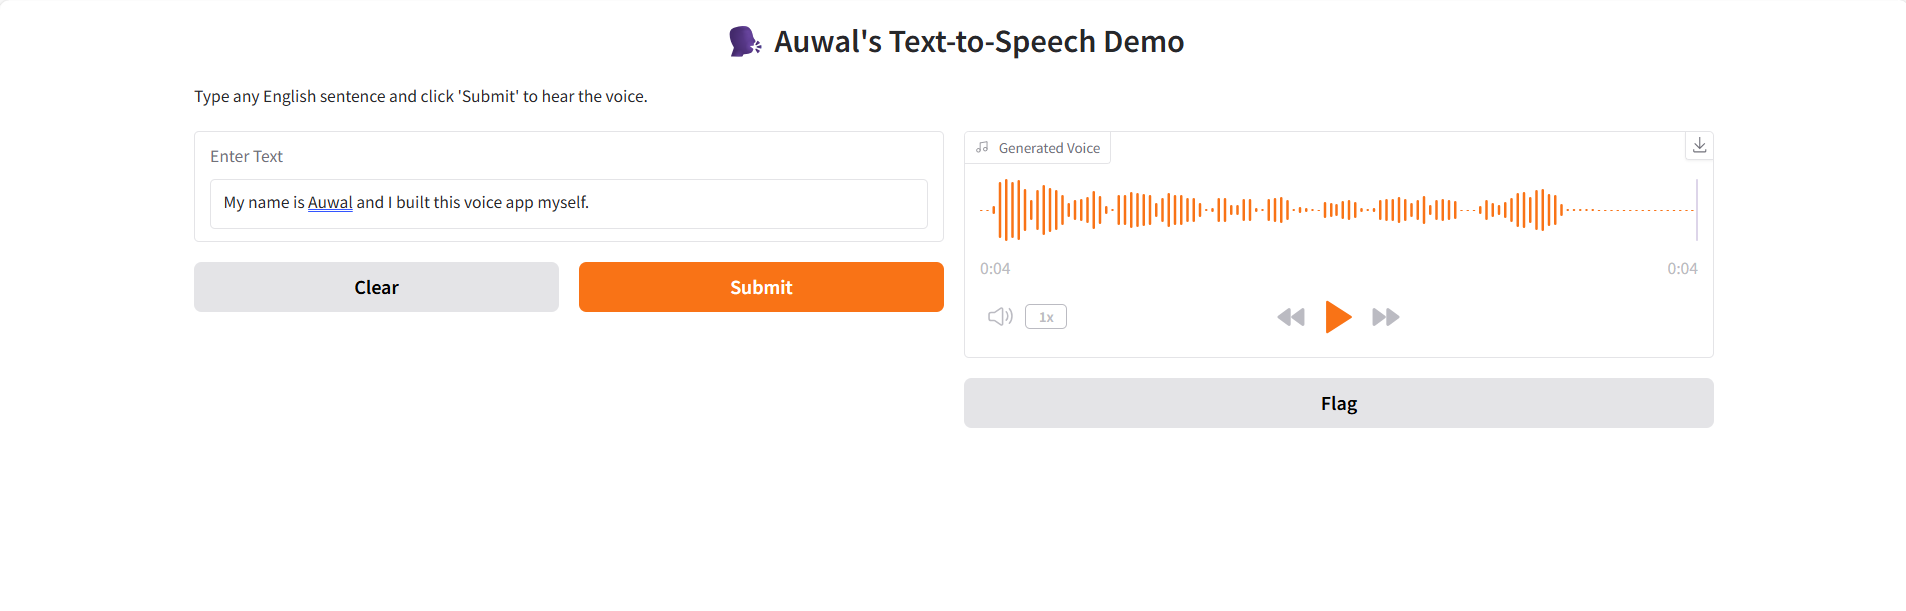 Auwal's Text-to-Speech Demo
Type any English sentence and click 'Submit' to hear the voice.
Enter Text
My name is Auwal and I built this voice app myself.
Clear
Submit
Generated Voice
0:04
0:04
1x
Flag